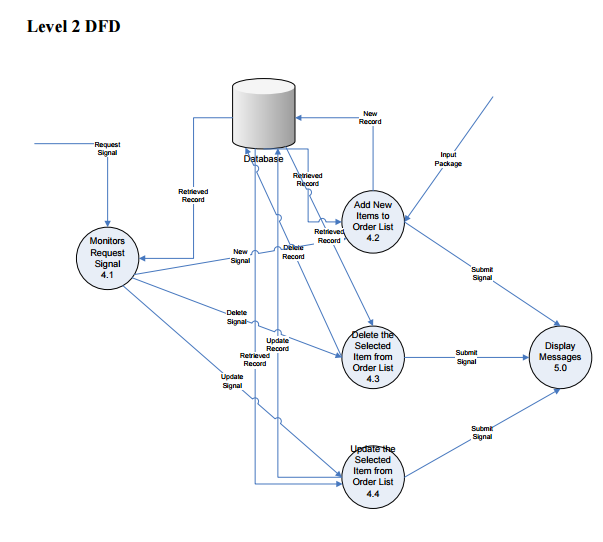 Level 2 DFD
New
Record
Request
Signal
Input
Package
Database
Retrieved
Record
Retrieved
Record
Add New
Items to
Order List
4.2
Retrieved
Record
Monitors
Request
Signal
4.1
New
Signal
Delete
Record
Submit
Signal
Delete
Signal
Update
Record
Retrieved
Record
Delete the
Selected
Item from
Order List
4.3
Submit
Signal
Display
Messages
5.0
Update
Signal
Submit
Signal
Update the
Selected
Item from
Order List
4.4